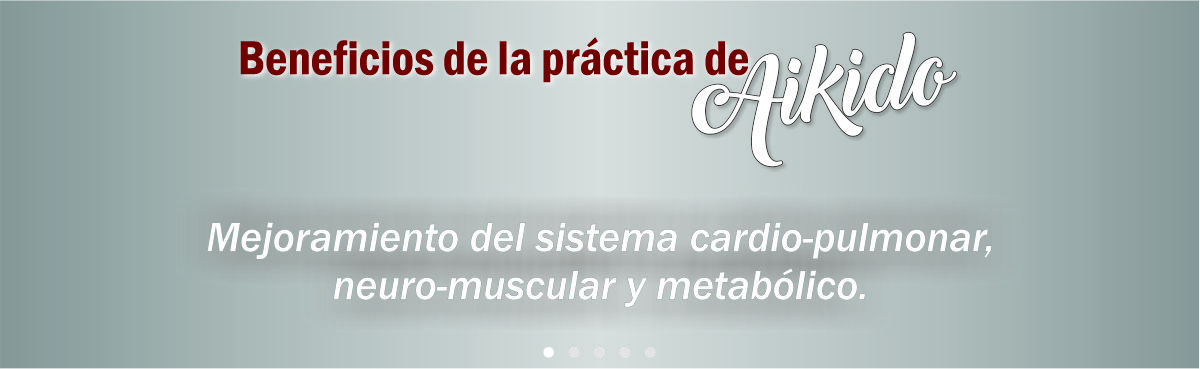 Beneficios de la práctica de Aikido
Mejoramiento del sistema cardio-pulmonar,
neuro-muscular y metabólico.